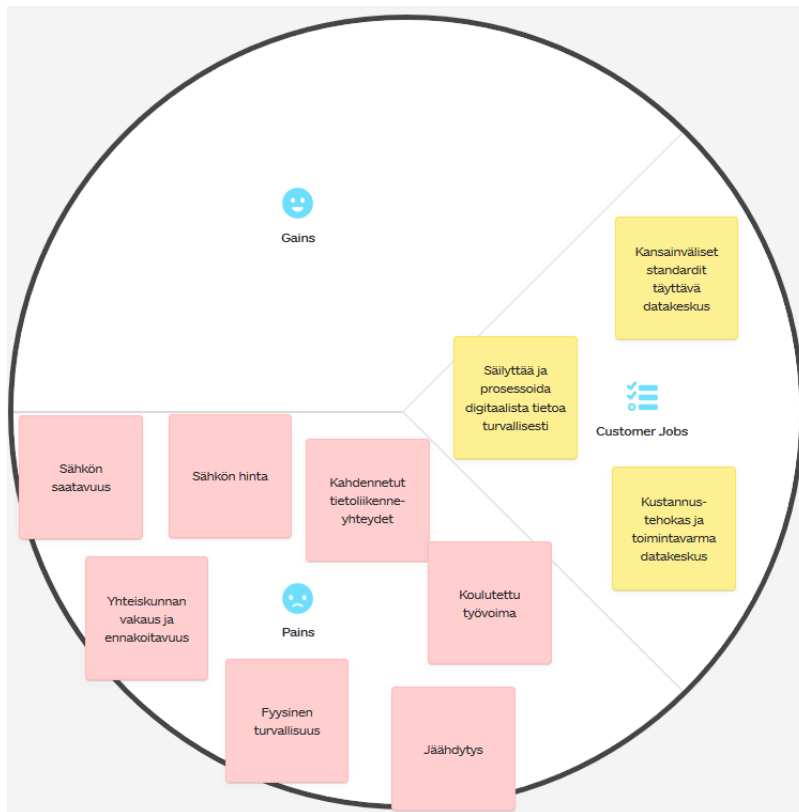 Gains
Kansainväliset
standardit
täyttävä
datakeskus
Säilyttää ja
prosessoida
digitaalista tietoa
turvallisesti
Customer Jobs
Kustannus-
tehokas ja
toimintavarma
datakeskus
Sähkön
saatavuus
Sähkön hinta
Kahdennetut
tietoliikenne-
yhteydet
Koulutettu
työvoima
Yhteiskunnan
vakaus ja
ennakoitavuus
Pains
Fyysinen
turvallisuus
Jäähdytys